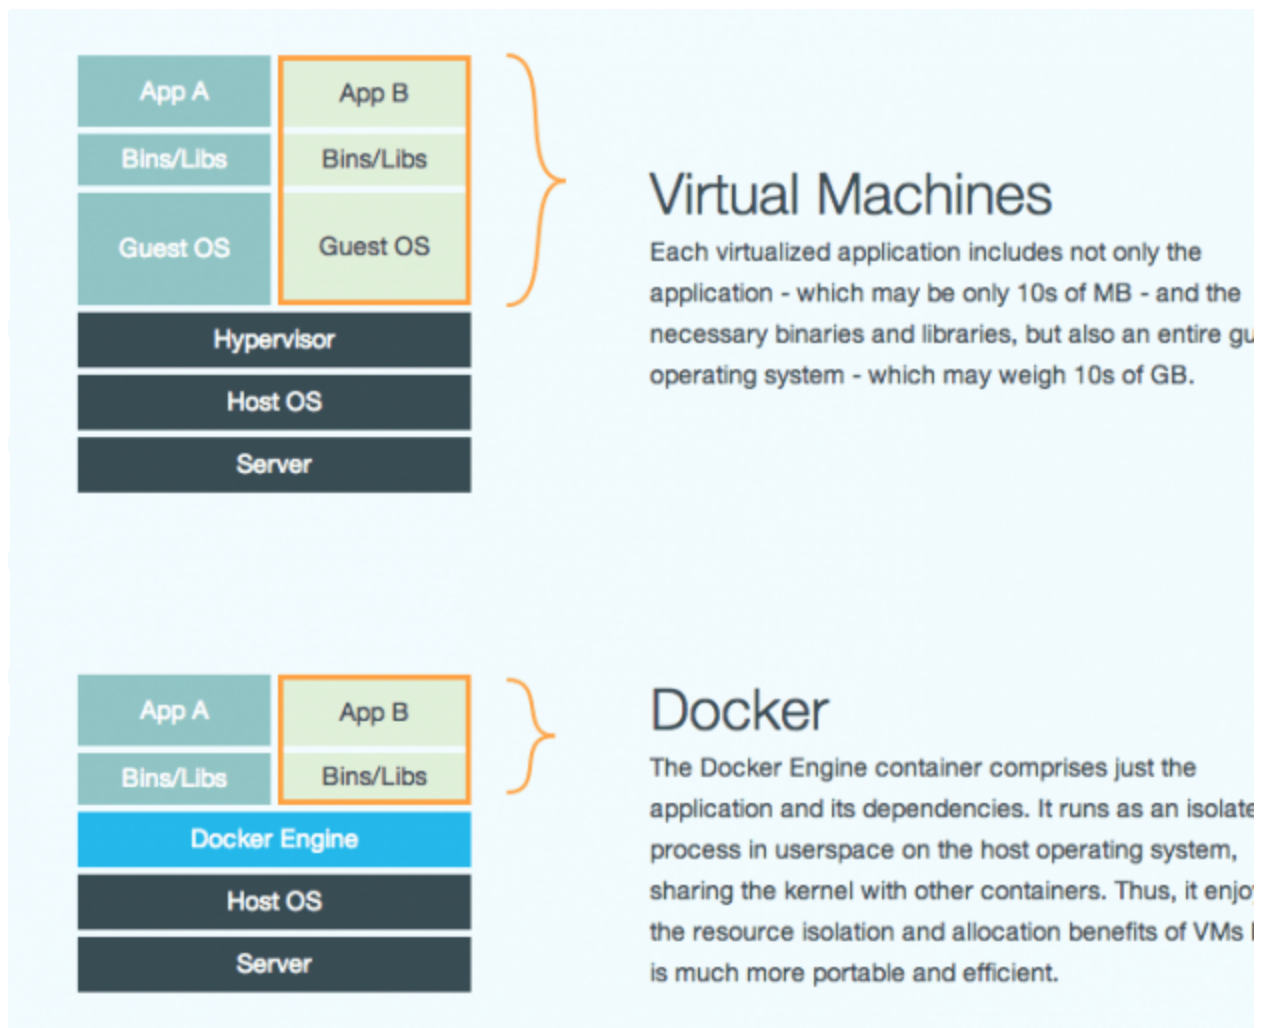 App A
App B
Bins/Libs
Bins/Libs
Guest OS
Guest OS
Hypervisor
Host OS
Server
Virtual Machines
Each virtualized application includes not only the
application - which may be only 10s of MB - and the
necessary binaries and libraries, but also an entire
operating system - which may weigh 10s of GB.
App A
App B
Bins/Libs
Bins/Libs
Docker Engine
Host OS
Server
Docker
The Docker Engine container comprises just the
application and its dependencies. It runs as an isolate
process in userspace on the host operating system,
sharing the kernel with other containers. Thus, it enjo
the resource isolation and allocation benefits of VMs
is much more portable and efficient.